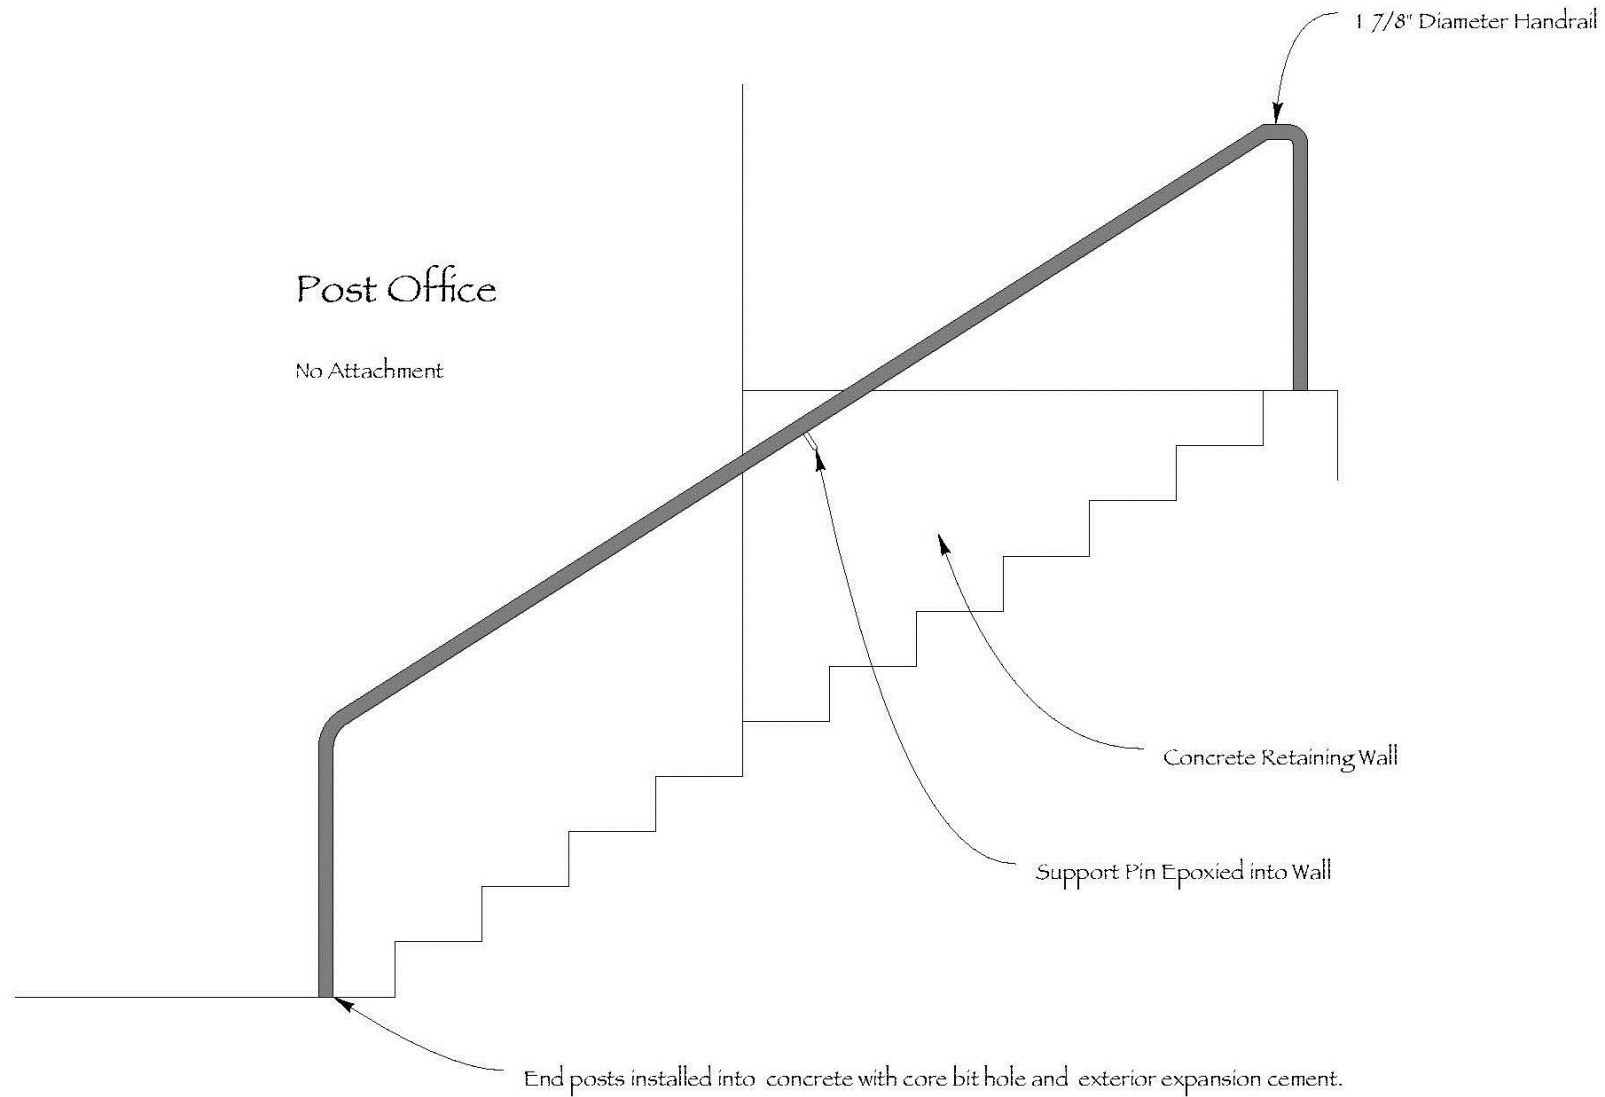 1 7/8" Diameter Handrail
Post Office
No Attachment
Concrete Retaining Wall
Support Pin Epoxied into Wall
End posts installed into concrete with core bit hole and exterior expansion cement.